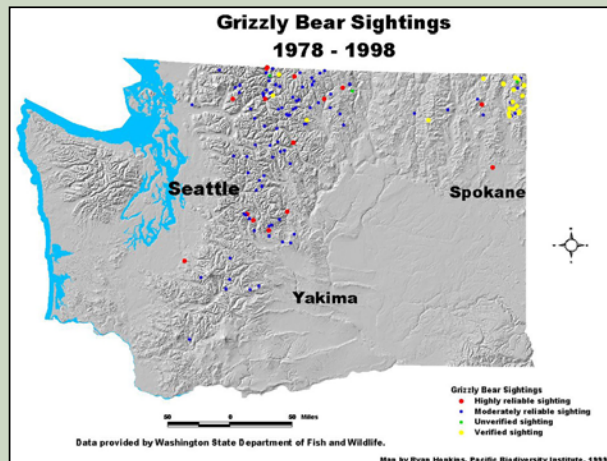 Grizzly Bear Sightings
1978 - 1998
Seattle
Spokane
Yakima
Grizzly Bear Sightings
Highly reliable sighting
Moderately reliable sighting
Unverified sighting
Verified sighting
50 0 50 Miles
Data provided by Washington State Department of Fish and Wildlife.
Map by Ryan Hopkins, Pacific Biodiversity Institute, 1999